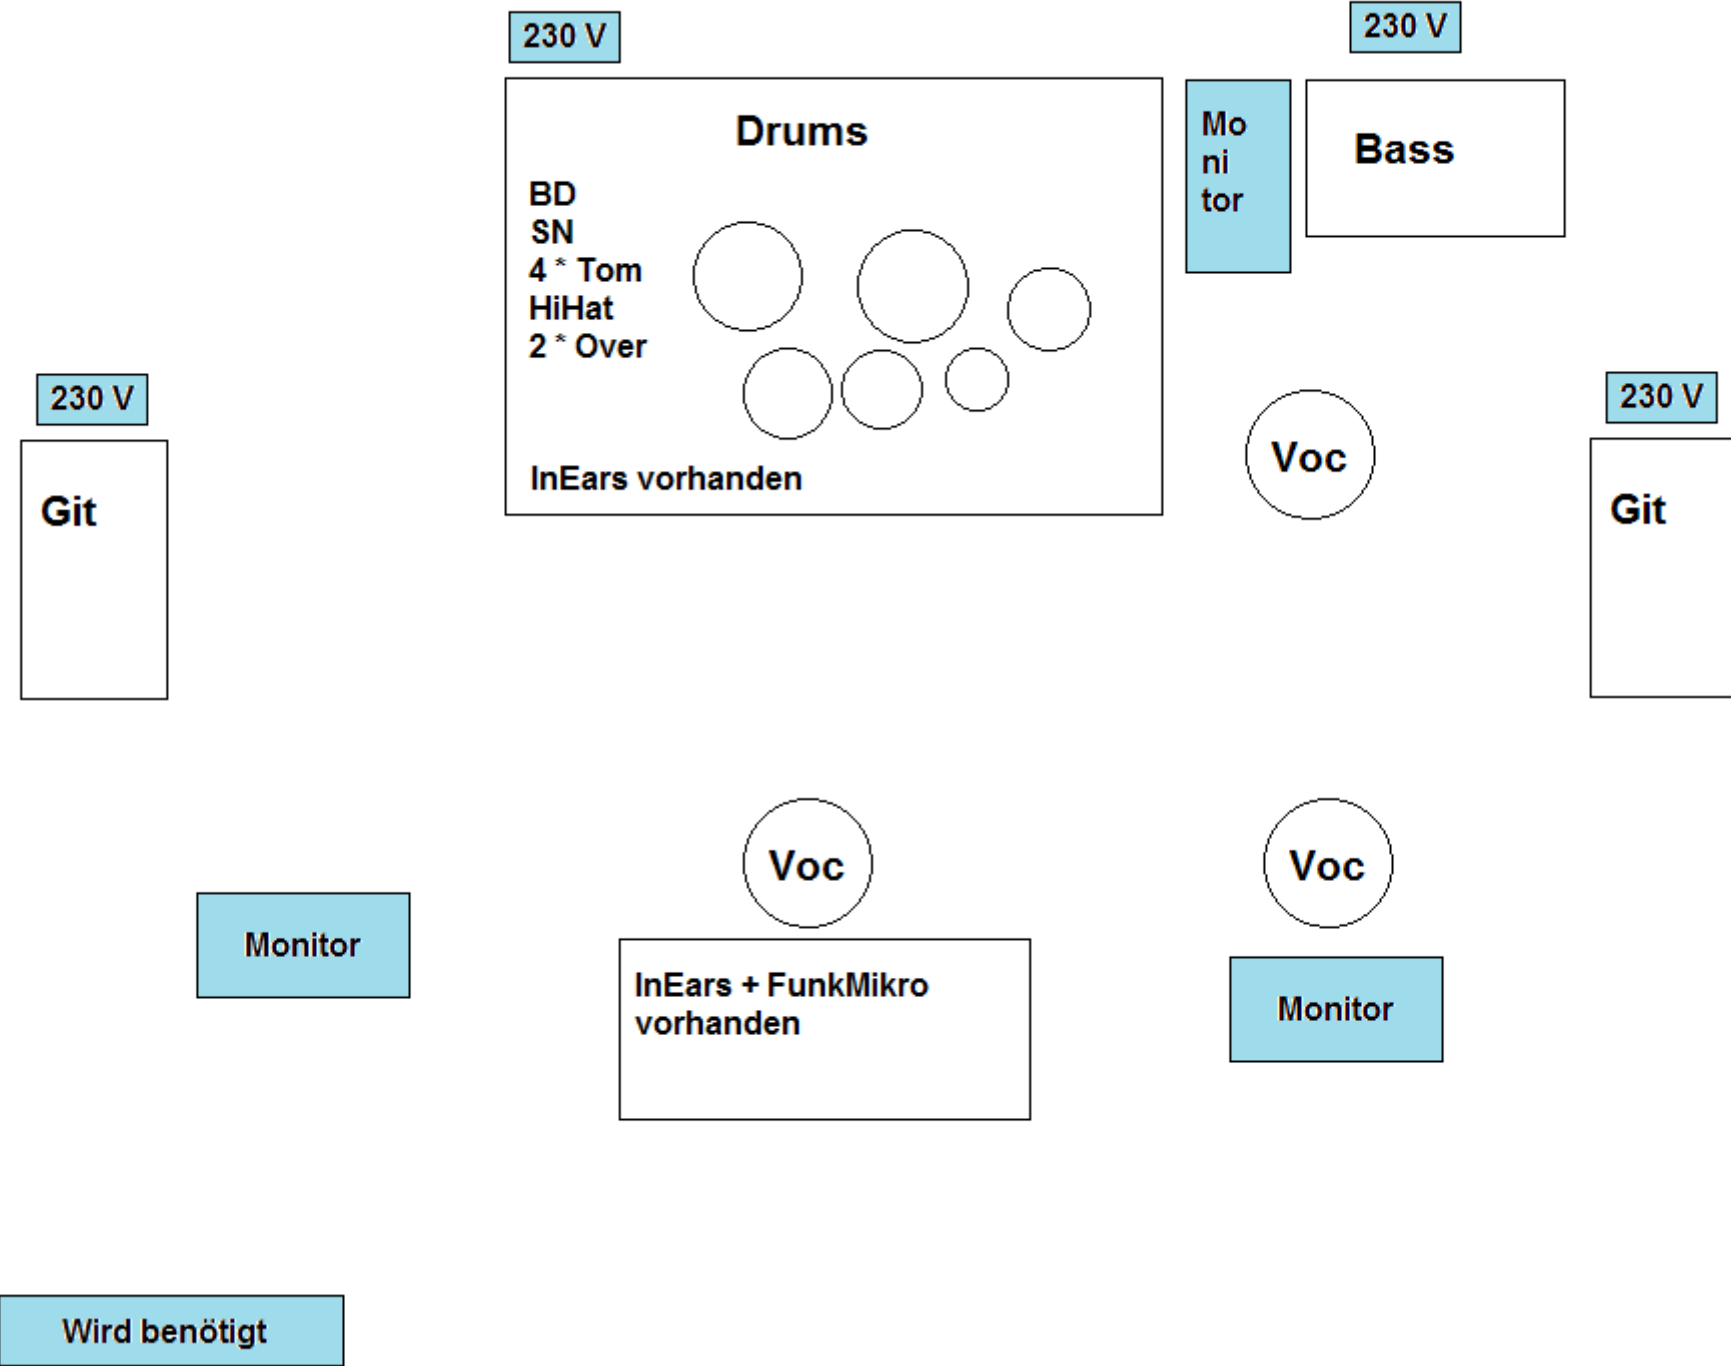 230 V
230 V
Drums
Mo
ni
tor
Bass
BD
SN
4 * Tom
HiHat
2 * Over
InEars vorhanden
230 V
Git
Voc
230 V
Git
Voc
Voc
Monitor
InEars + FunkMikro
vorhanden
Monitor
Wird benötigt